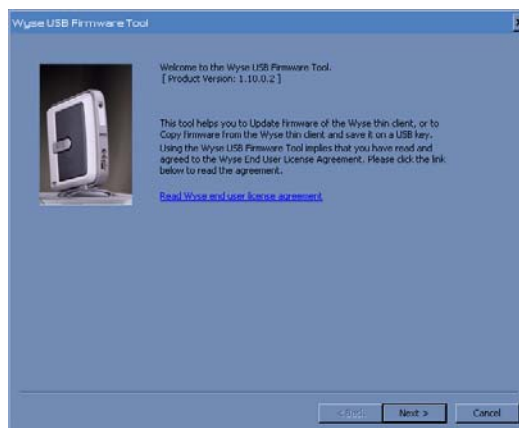 Wyse USB Firmware Tool
Welcome to the Wyse USB Firmware Tool.
[ Product Version: 1.10.0.2 ]
This tool helps you to Update firmware of the Wyse thin client, or to
Copy firmware from the Wyse thin client and save it on a USB key.
Using the Wyse USB Firmware Tool implies that you have read and
agreed to the Wyse End User License Agreement. Please click the link
below to read the agreement.
Read Wyse end user license agreement
< Back Next > Cancel